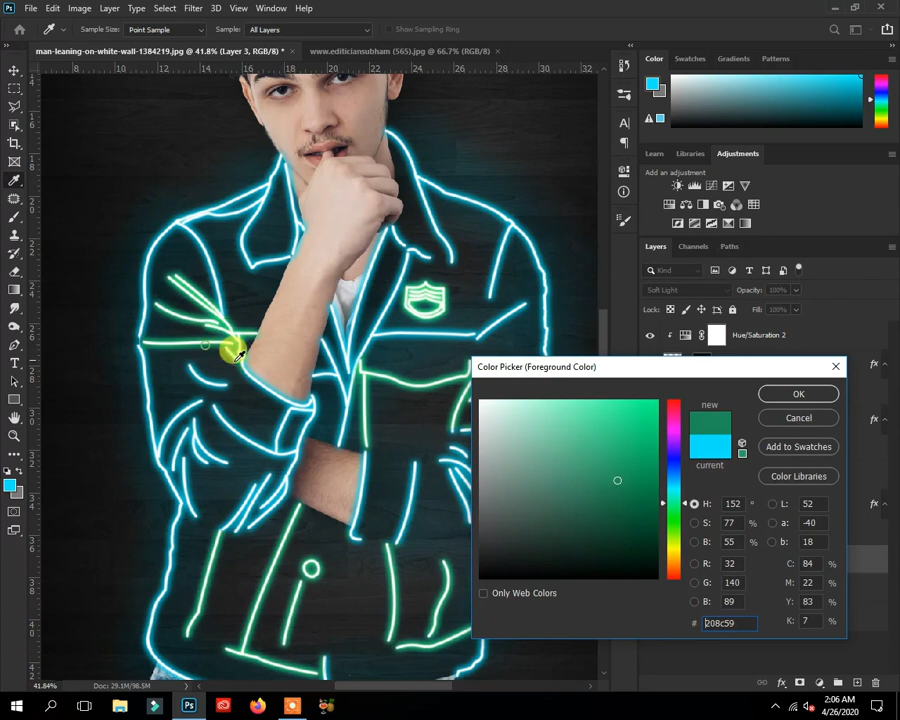 File Edit Image Layer Type Select Filter 3D View Window Help
Sample Size: Point Sample Sample: All Layers Show Sampling Ring
man-leaning-on-white-wall-1384219.jpg @ 41.8% (Layer 3, RGB/8) * × www.editiciansubham (565).jpg @ 66.7% (RGB/8) ×
10 12 14 16 18 20 22 24 26 28 30 32
Color Swatches Gradients Patterns
Learn Libraries Adjustments
Add an adjustment
Layers Channels Paths
Kind
Soft Light Opacity: 100%
Lock: Fill: 100%
Hue/Saturation 2
fx
fx
fx
Color Picker (Foreground Color)
new
current
OK
Cancel
Add to Swatches
Color Libraries
H: 152 ° L: 52
S: 77 % a: -40
B: 55 % b: 18
R: 32 C: 84 %
G: 140 M: 22 %
B: 89 Y: 83 %
# 208c59 K: 7 %
Only Web Colors
41.84% Doc: 29.1M/98.5M
fx
Ps
2:06 AM
4/26/2020